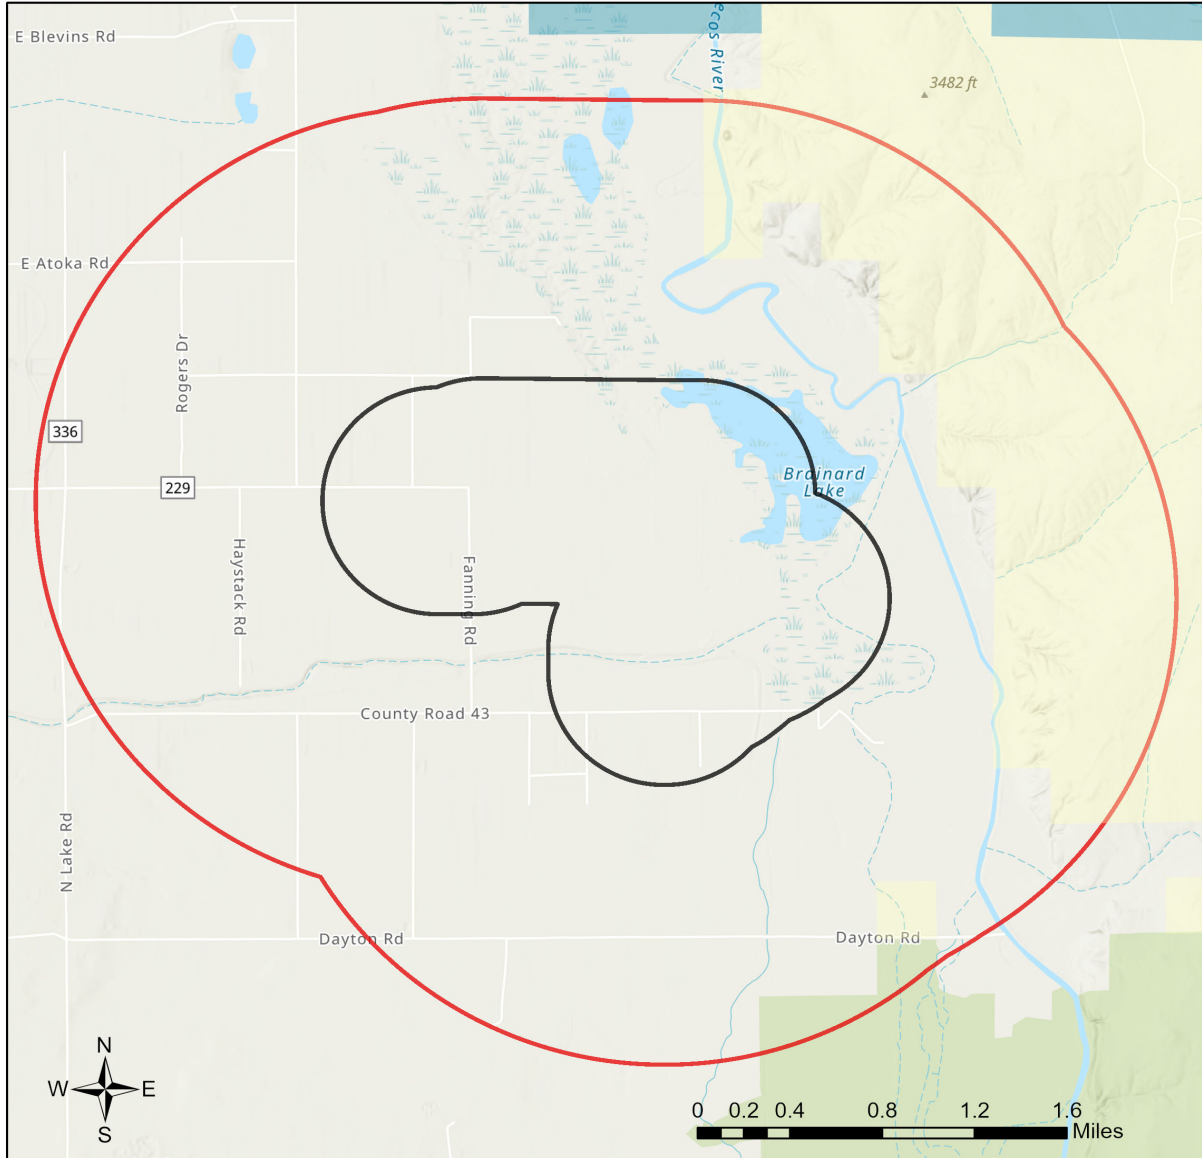 E Blevins Rd
ecos River
3482 ft
E Atoka Rd
Rogers Dr
336
229
Brainard
Lake
Haystack Rd
Fanning Rd
County Road 43
N Lake Rd
Dayton Rd
Dayton Rd
N
W E
S
0 0.2 0.4 0.8 1.2 1.6
Miles